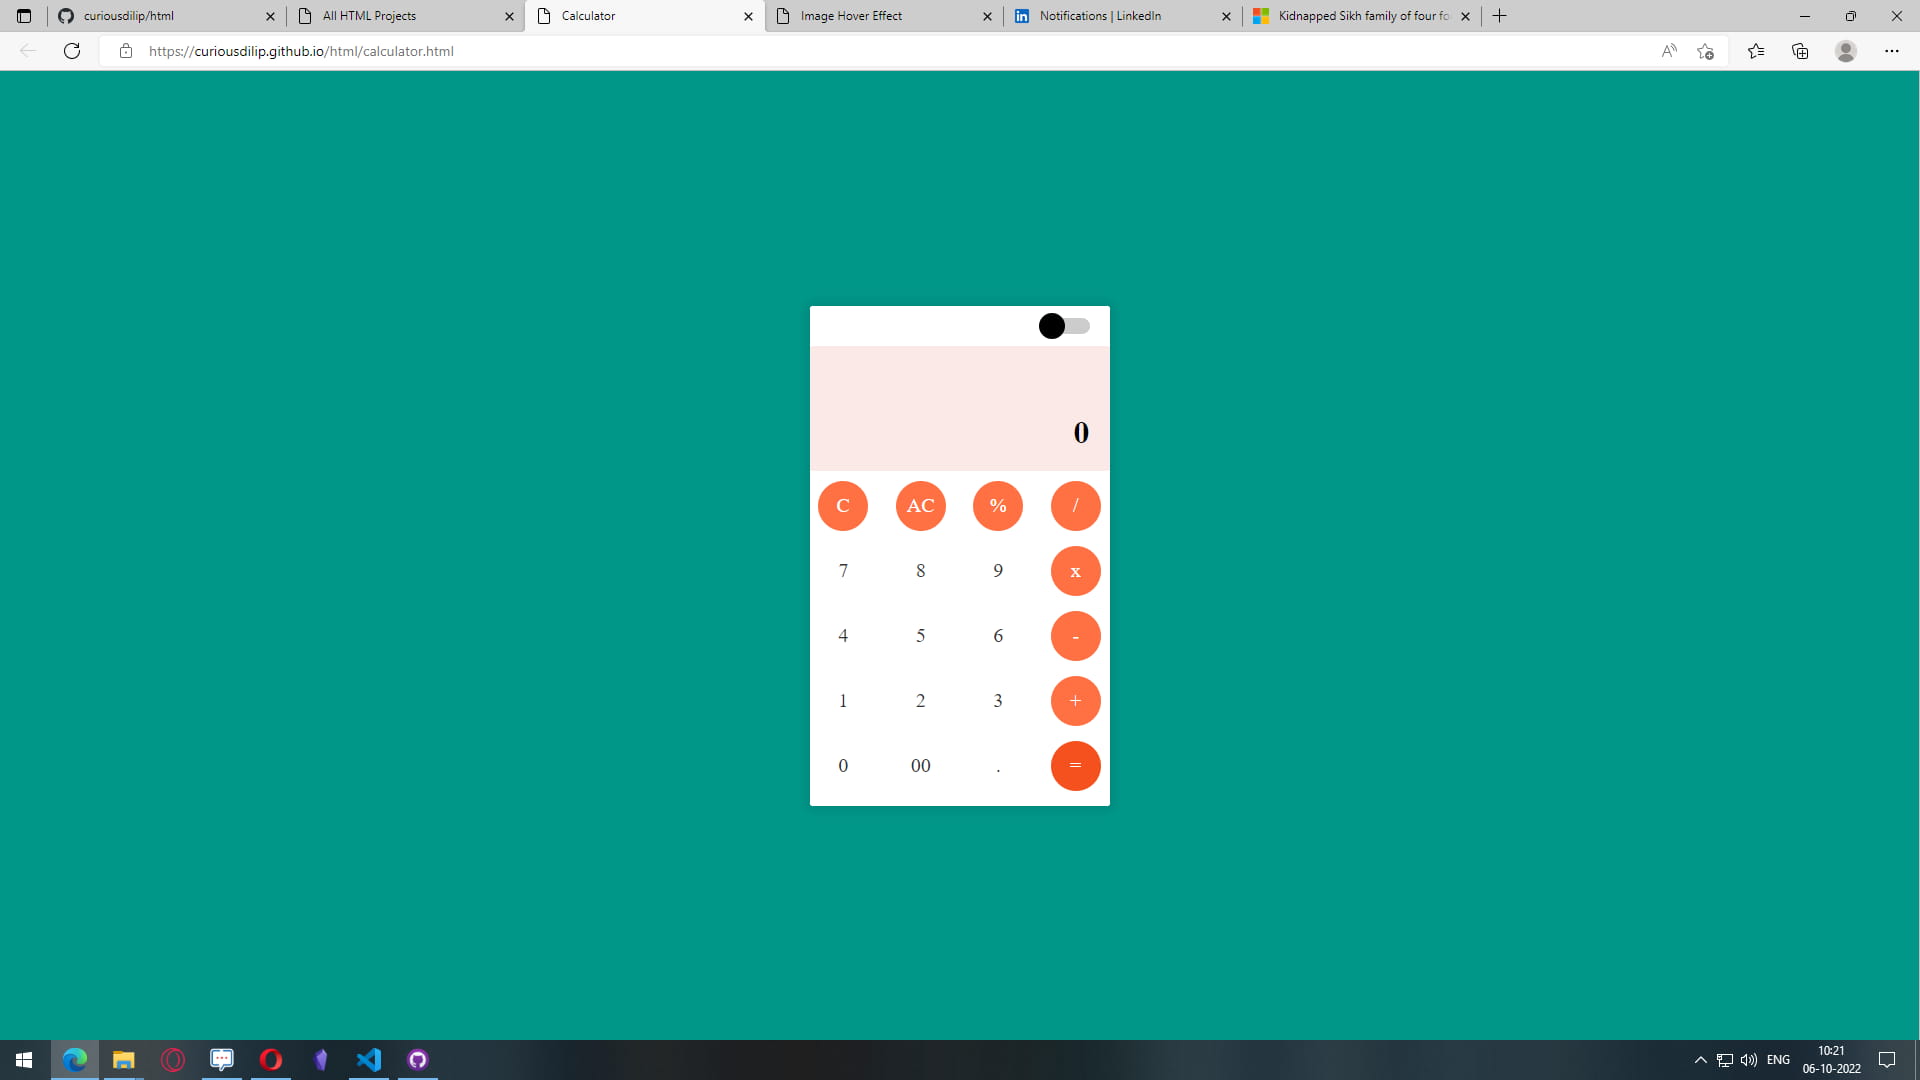 curiousdilip/html
All HTML Projects
Calculator
Image Hover Effect
Notifications | LinkedIn
Kidnapped Sikh family of four fo
https://curiousdilip.github.io/html/calculator.html
0
C AC % /
7 8 9 x
4 5 6 -
1 2 3 +
0 00 . =
ENG
10:21
06-10-2022